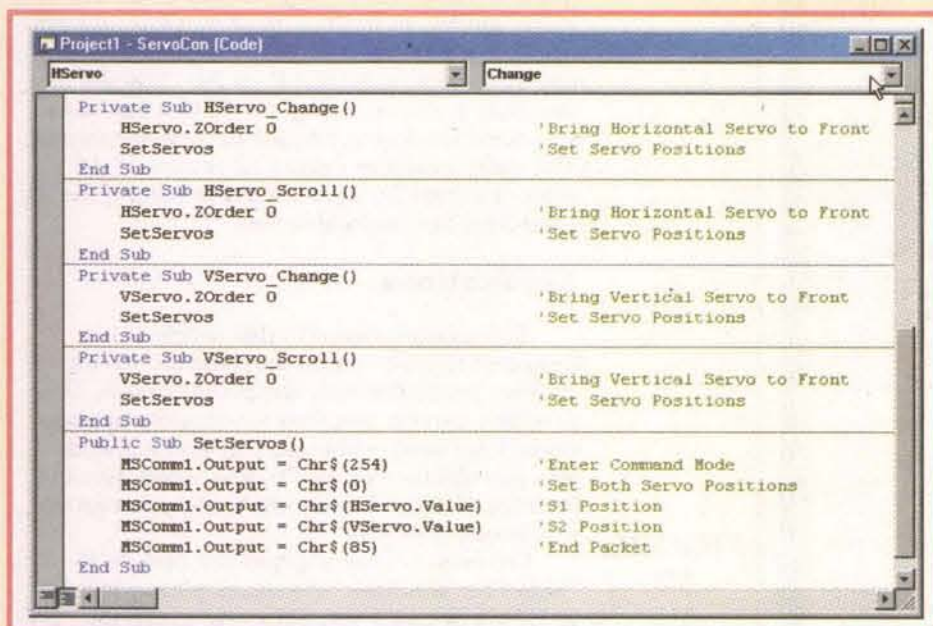 Project1 - ServoCon (Code)
HServo Change
Private Sub HServo_Change()
HServo.ZOrder 0 'Bring Horizontal Servo to Front
SetServos 'Set Servo Positions
End Sub
Private Sub HServo_Scroll()
HServo.ZOrder 0 'Bring Horizontal Servo to Front
SetServos 'Set Servo Positions
End Sub
Private Sub VServo_Change()
VServo.ZOrder 0 'Bring Vertical Servo to Front
SetServos 'Set Servo Positions
End Sub
Private Sub VServo_Scroll()
VServo.ZOrder 0 'Bring Vertical Servo to Front
SetServos 'Set Servo Positions
End Sub
Public Sub SetServos()
MSComm1.Output = Chr$(254) 'Enter Command Mode
MSComm1.Output = Chr$(0) 'Set Both Servo Positions
MSComm1.Output = Chr$(HServo.Value) 'S1 Position
MSComm1.Output = Chr$(VServo.Value) 'S2 Position
MSComm1.Output = Chr$(85) 'End Packet
End Sub